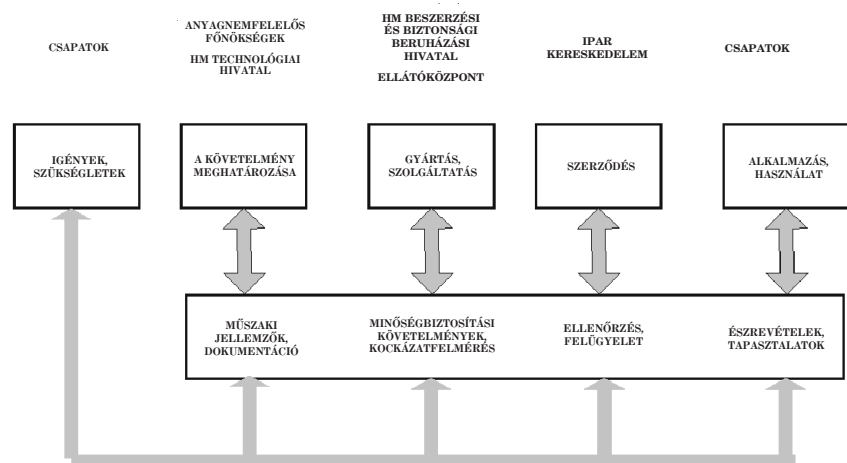 CSAPATOK
ANYAGNEMFELELŐS
FŐNÖKSÉGEK
HM TECHNOLÓGIAI
HIVATAL
HM BESZERZÉSI
ÉS BIZTONSÁGI
BERUHÁZÁSI
HIVATAL
ELLÁTÓKÖZPONT
IPAR
KERESKEDELEM
CSAPATOK
IGÉNYEK,
SZÜKSÉGLETEK
A KÖVETELMÉNY
MEGHATÁROZÁSA
GYÁRTÁS,
SZOLGÁLTATÁS
SZERZŐDÉS
ALKALMAZÁS,
HASZNÁLAT
MŰSZAKI
JELLEMZŐK,
DOKUMENTÁCIÓ
MINŐSÉGBIZTOSÍTÁSI
KÖVETELMÉNYEK,
KOCKÁZATFELMÉRÉS
ELLENŐRZÉS,
FELÜGYELET
ÉSZREVÉTELEK,
TAPASZTALATOK